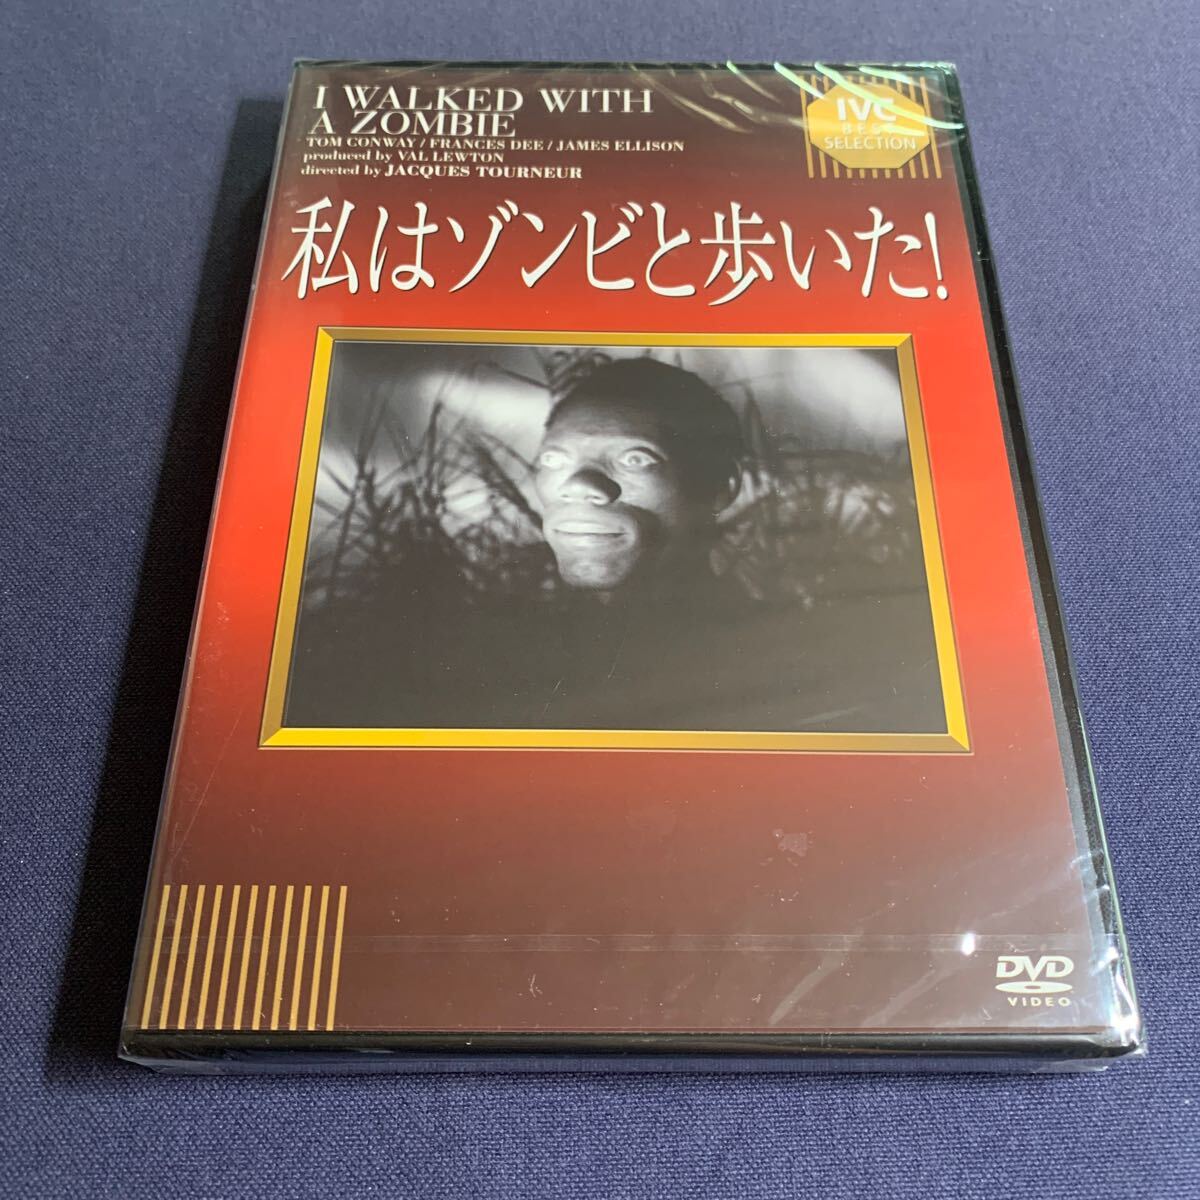 I WALKED WITH
A ZOMBIE
TOM CONWAY / FRANCES DEE / JAMES ELLISON
produced by VAL LEWTON
directed by JACQUES TOURNEUR
IVC
BEST
SELECTION
私はゾンビと歩いた!
DVD
VIDEO